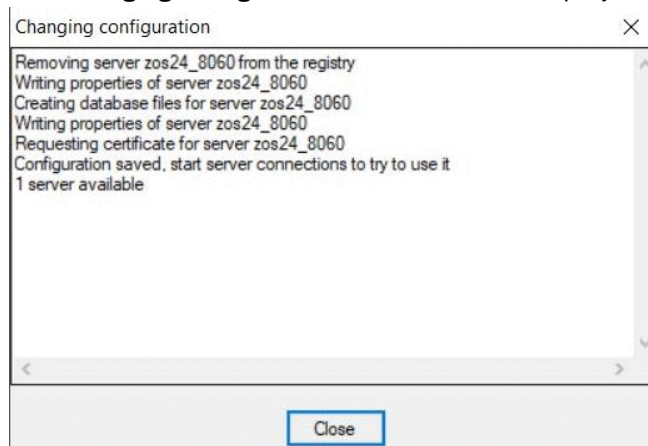 Changing configuration
Removing server zos24_8060 from the registry
Writing properties of server zos24_8060
Creating database files for server zos24_8060
Writing properties of server zos24_8060
Requesting certificate for server zos24_8060
Configuration saved, start server connections to try to use it
1 server available
Close